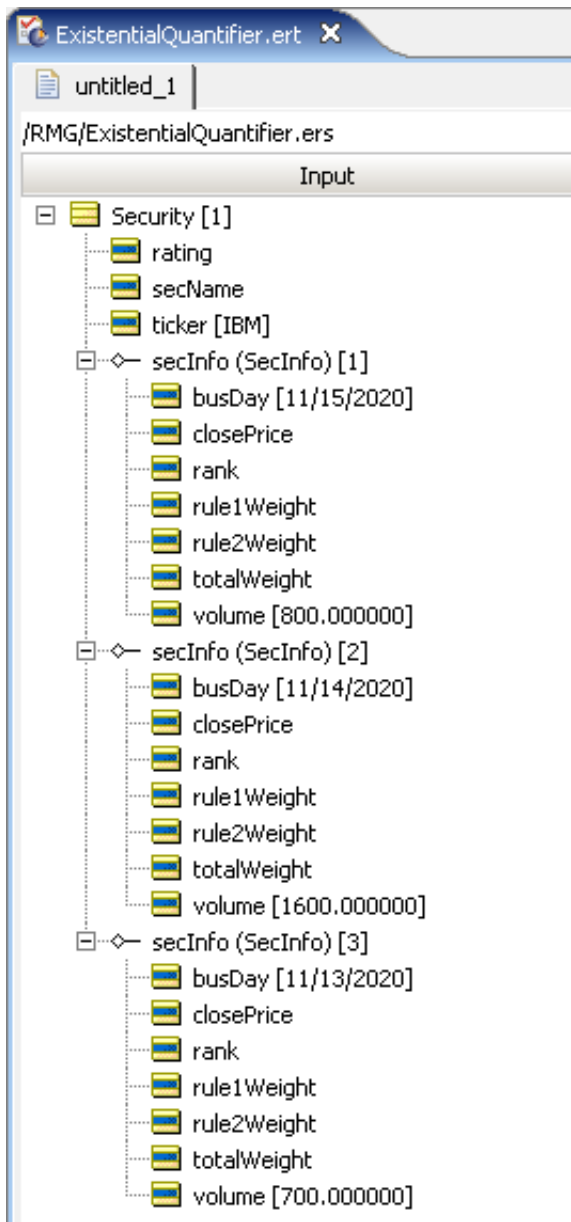 ExistentialQuantifier.ert
untitled_1
/RMG/ExistentialQuantifier.ers
Input
Security [1]
rating
secName
ticker [IBM]
secInfo (SecInfo) [1]
busDay [11/15/2020]
closePrice
rank
rule1Weight
rule2Weight
totalWeight
volume [800.000000]
secInfo (SecInfo) [2]
busDay [11/14/2020]
closePrice
rank
rule1Weight
rule2Weight
totalWeight
volume [1600.000000]
secInfo (SecInfo) [3]
busDay [11/13/2020]
closePrice
rank
rule1Weight
rule2Weight
totalWeight
volume [700.000000]